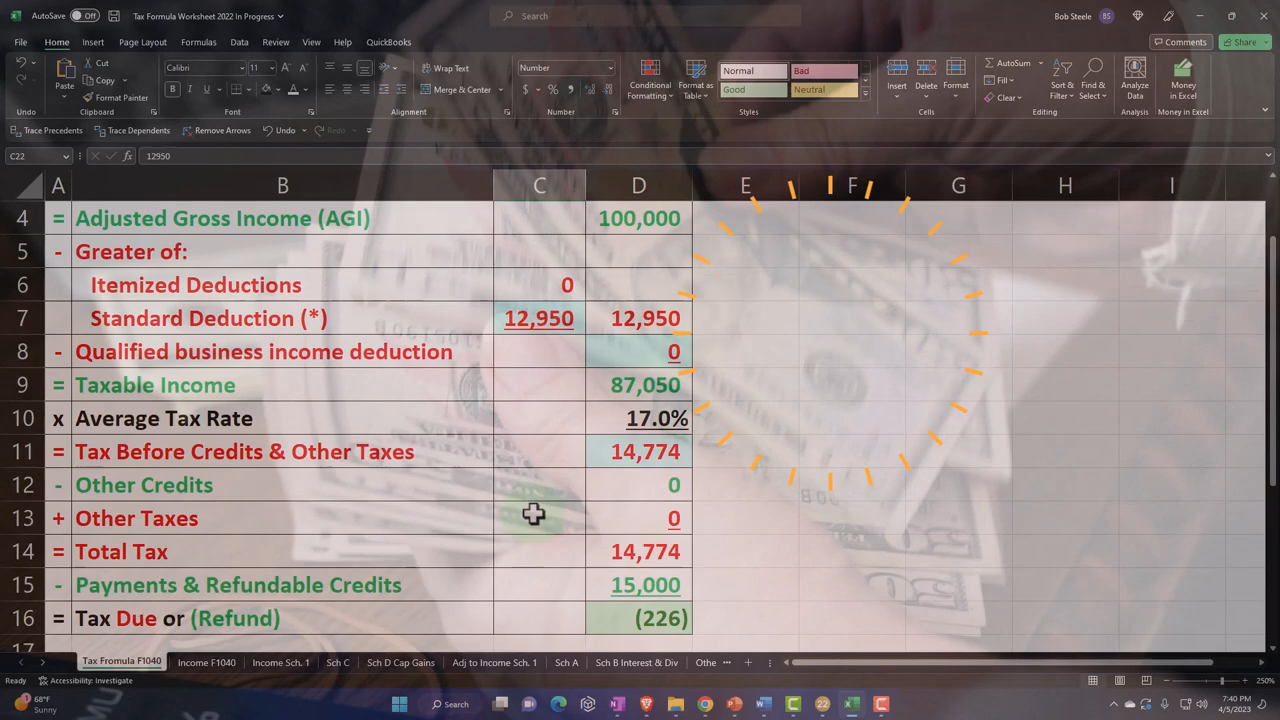 AutoSave Off Tax Formula Worksheet 2022 In Progress Search Bob Steele BS
File Home Insert Page Layout Formulas Data Review View Help QuickBooks Comments Share
Cut Calibri 11 Wrap Text Number Normal Bad AutoSum
Copy Fill
Paste Format Painter Merge & Center Conditional Formatting Format as Table Good Neutral Insert Delete Format Clear Sort & Filter Find & Select Analyze Data Money in Excel
Undo Clipboard Font Alignment Number Styles Cells Editing Analysis Money in Excel
Trace Precedents Trace Dependents Remove Arrows Undo Redo
C22 fx 12950
A B C D E F G H I
4 = Adjusted Gross Income (AGI) 100,000
5 - Greater of:
6 Itemized Deductions 0
7 Standard Deduction (*) 12,950 12,950
8 - Qualified business income deduction 0
9 = Taxable Income 87,050
10 x Average Tax Rate 17.0%
11 = Tax Before Credits & Other Taxes 14,774
12 - Other Credits 0
13 + Other Taxes 0
14 = Total Tax 14,774
15 - Payments & Refundable Credits 15,000
16 = Tax Due or (Refund) (226)
17
Tax Fromula F1040 Income F1040 Income Sch. 1 Sch C Sch D Cap Gains Adj to Income Sch. 1 Sch A Sch B Interest & Div Othe
Ready Accessibility: Investigate 250%
68°F Search 22 7:40 PM
Sunny 4/5/2023